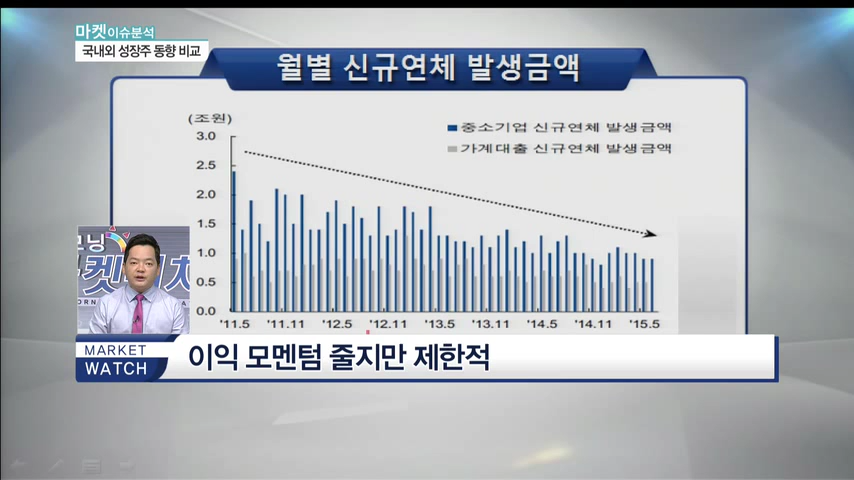 마켓이슈분석
국내외 성장주 동향 비교
월별 신규연체 발생금액
(조원)
중소기업 신규연체 발생금액
가계대출 신규연체 발생금액
3.0
2.5
2.0
1.5
1.0
0.5
0.0
'11.5 '11.11 '12.5 '12.11 '13.5 '13.11 '14.5 '14.11 '15.5
모닝
켓
MARKET
WATCH
이익 모멘텀 줄지만 제한적